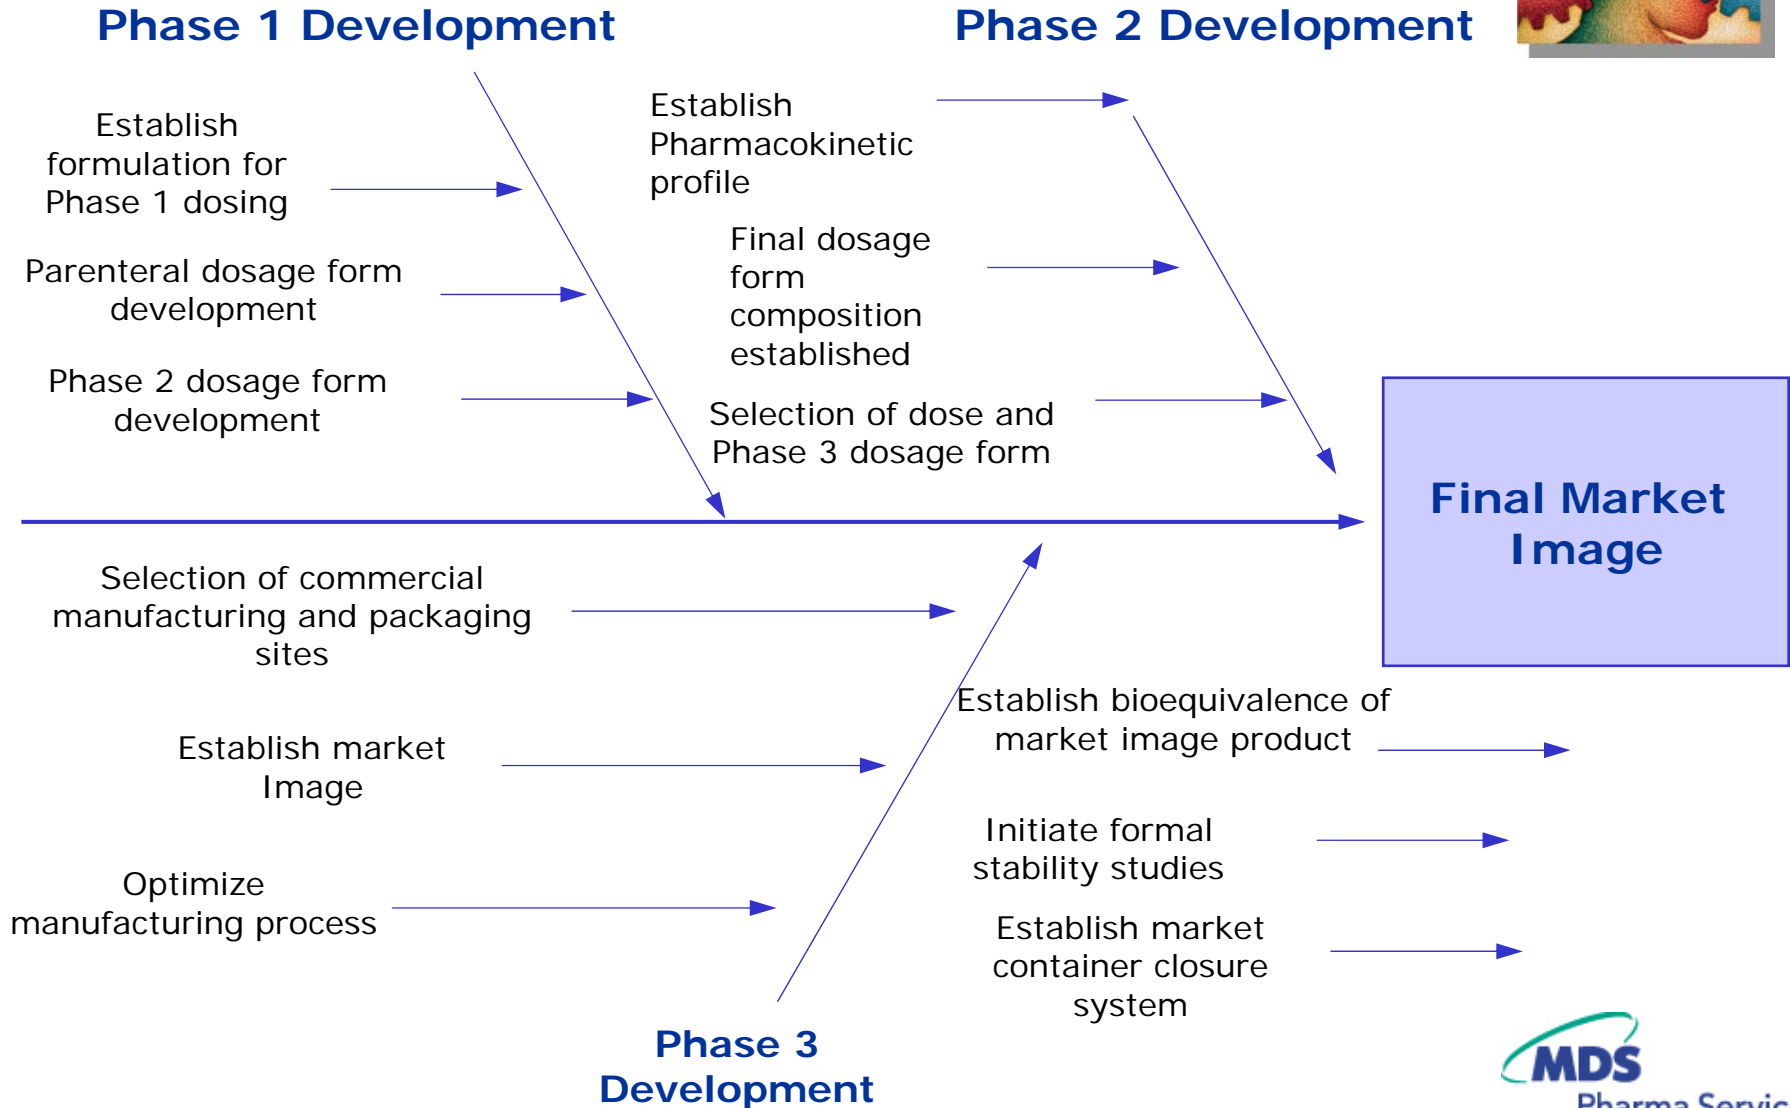 Phase 1 Development
Establish
formulation for
Phase 1 dosing
Parenteral dosage form
development
Phase 2 dosage form
development
Phase 2 Development
Establish
Pharmacokinetic
profile
Final dosage
form
composition
established
Selection of dose and
Phase 3 dosage form
Final Market
Image
Selection of commercial
manufacturing and packaging
sites
Establish market
Image
Optimize
manufacturing process
Phase 3
Development
Establish bioequivalence of
market image product
Initiate formal
stability studies
Establish market
container closure
system
MDS
Pharma Servic